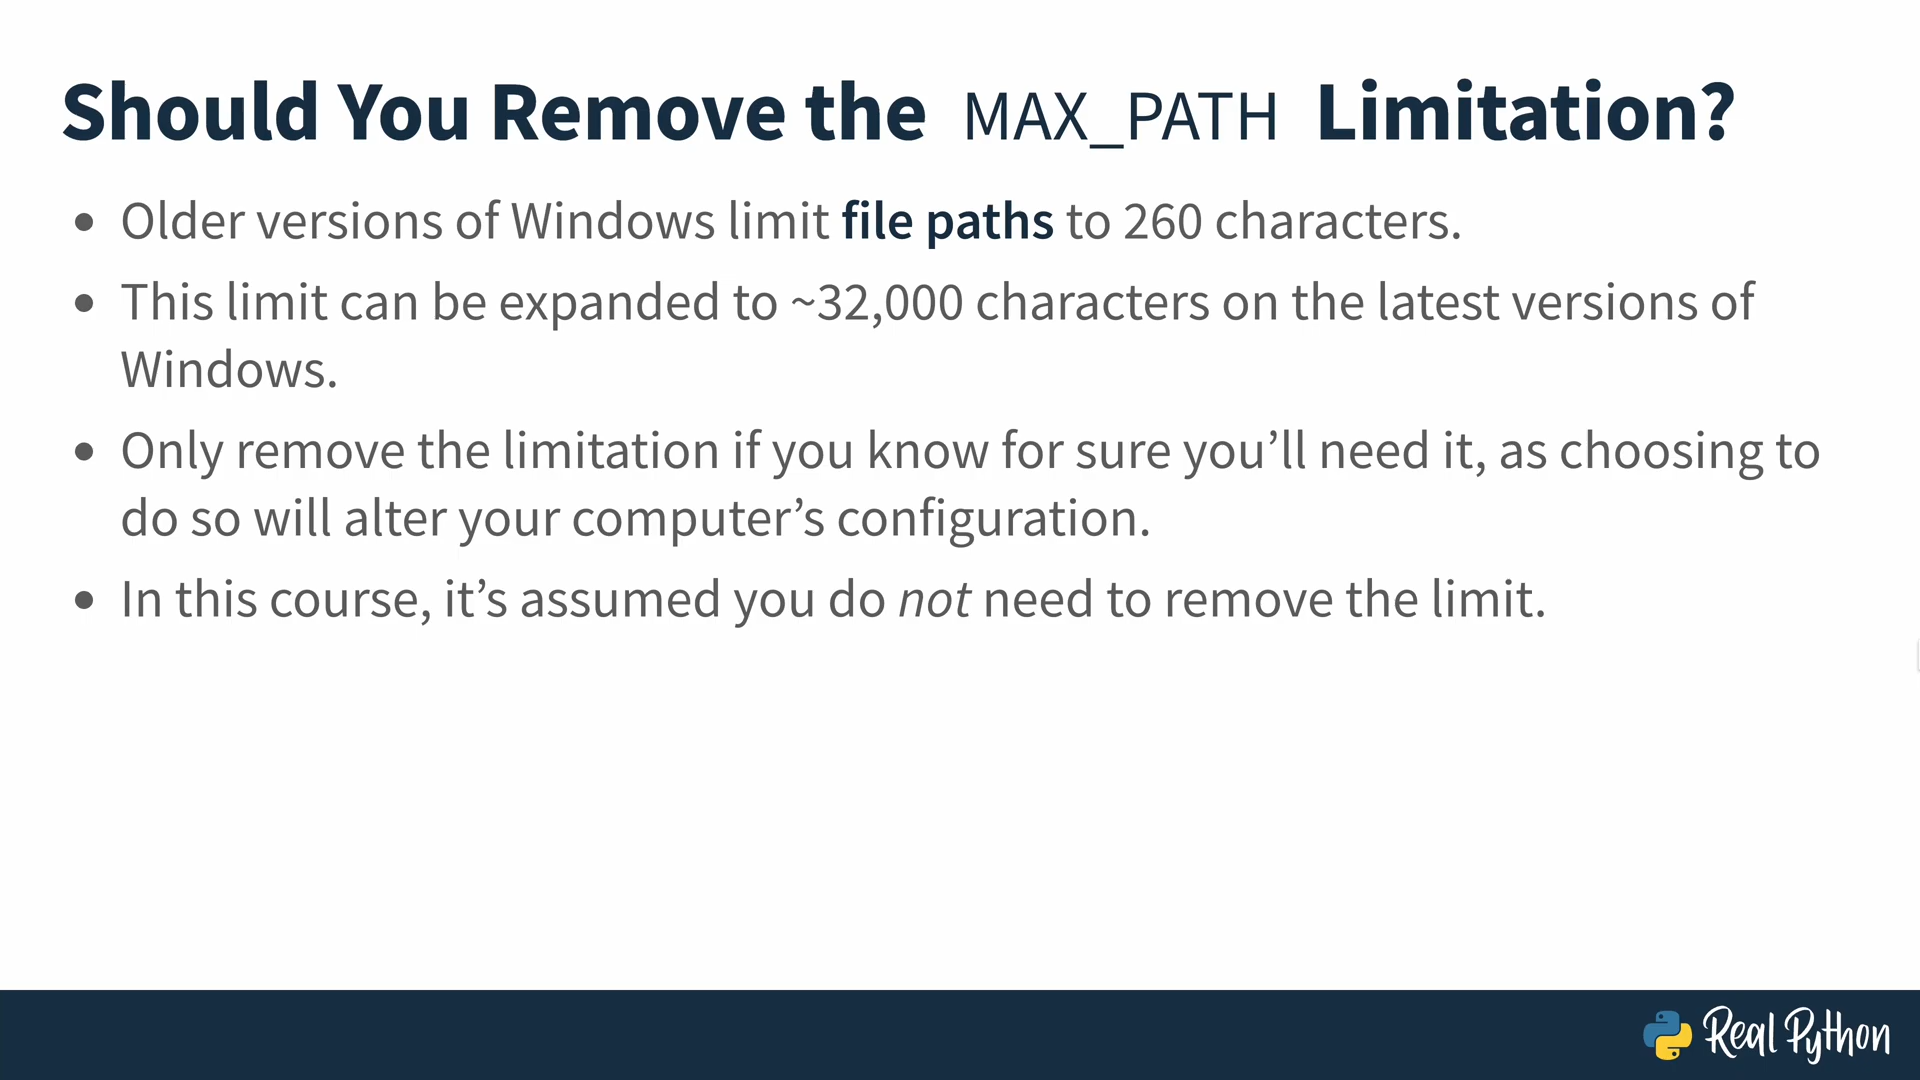 Should You Remove the MAX_PATH Limitation?
• Older versions of Windows limit file paths to 260 characters.
• This limit can be expanded to ~32,000 characters on the latest versions of
Windows.
• Only remove the limitation if you know for sure you’ll need it, as choosing to
do so will alter your computer’s configuration.
• In this course, it’s assumed you do not need to remove the limit.
Real Python